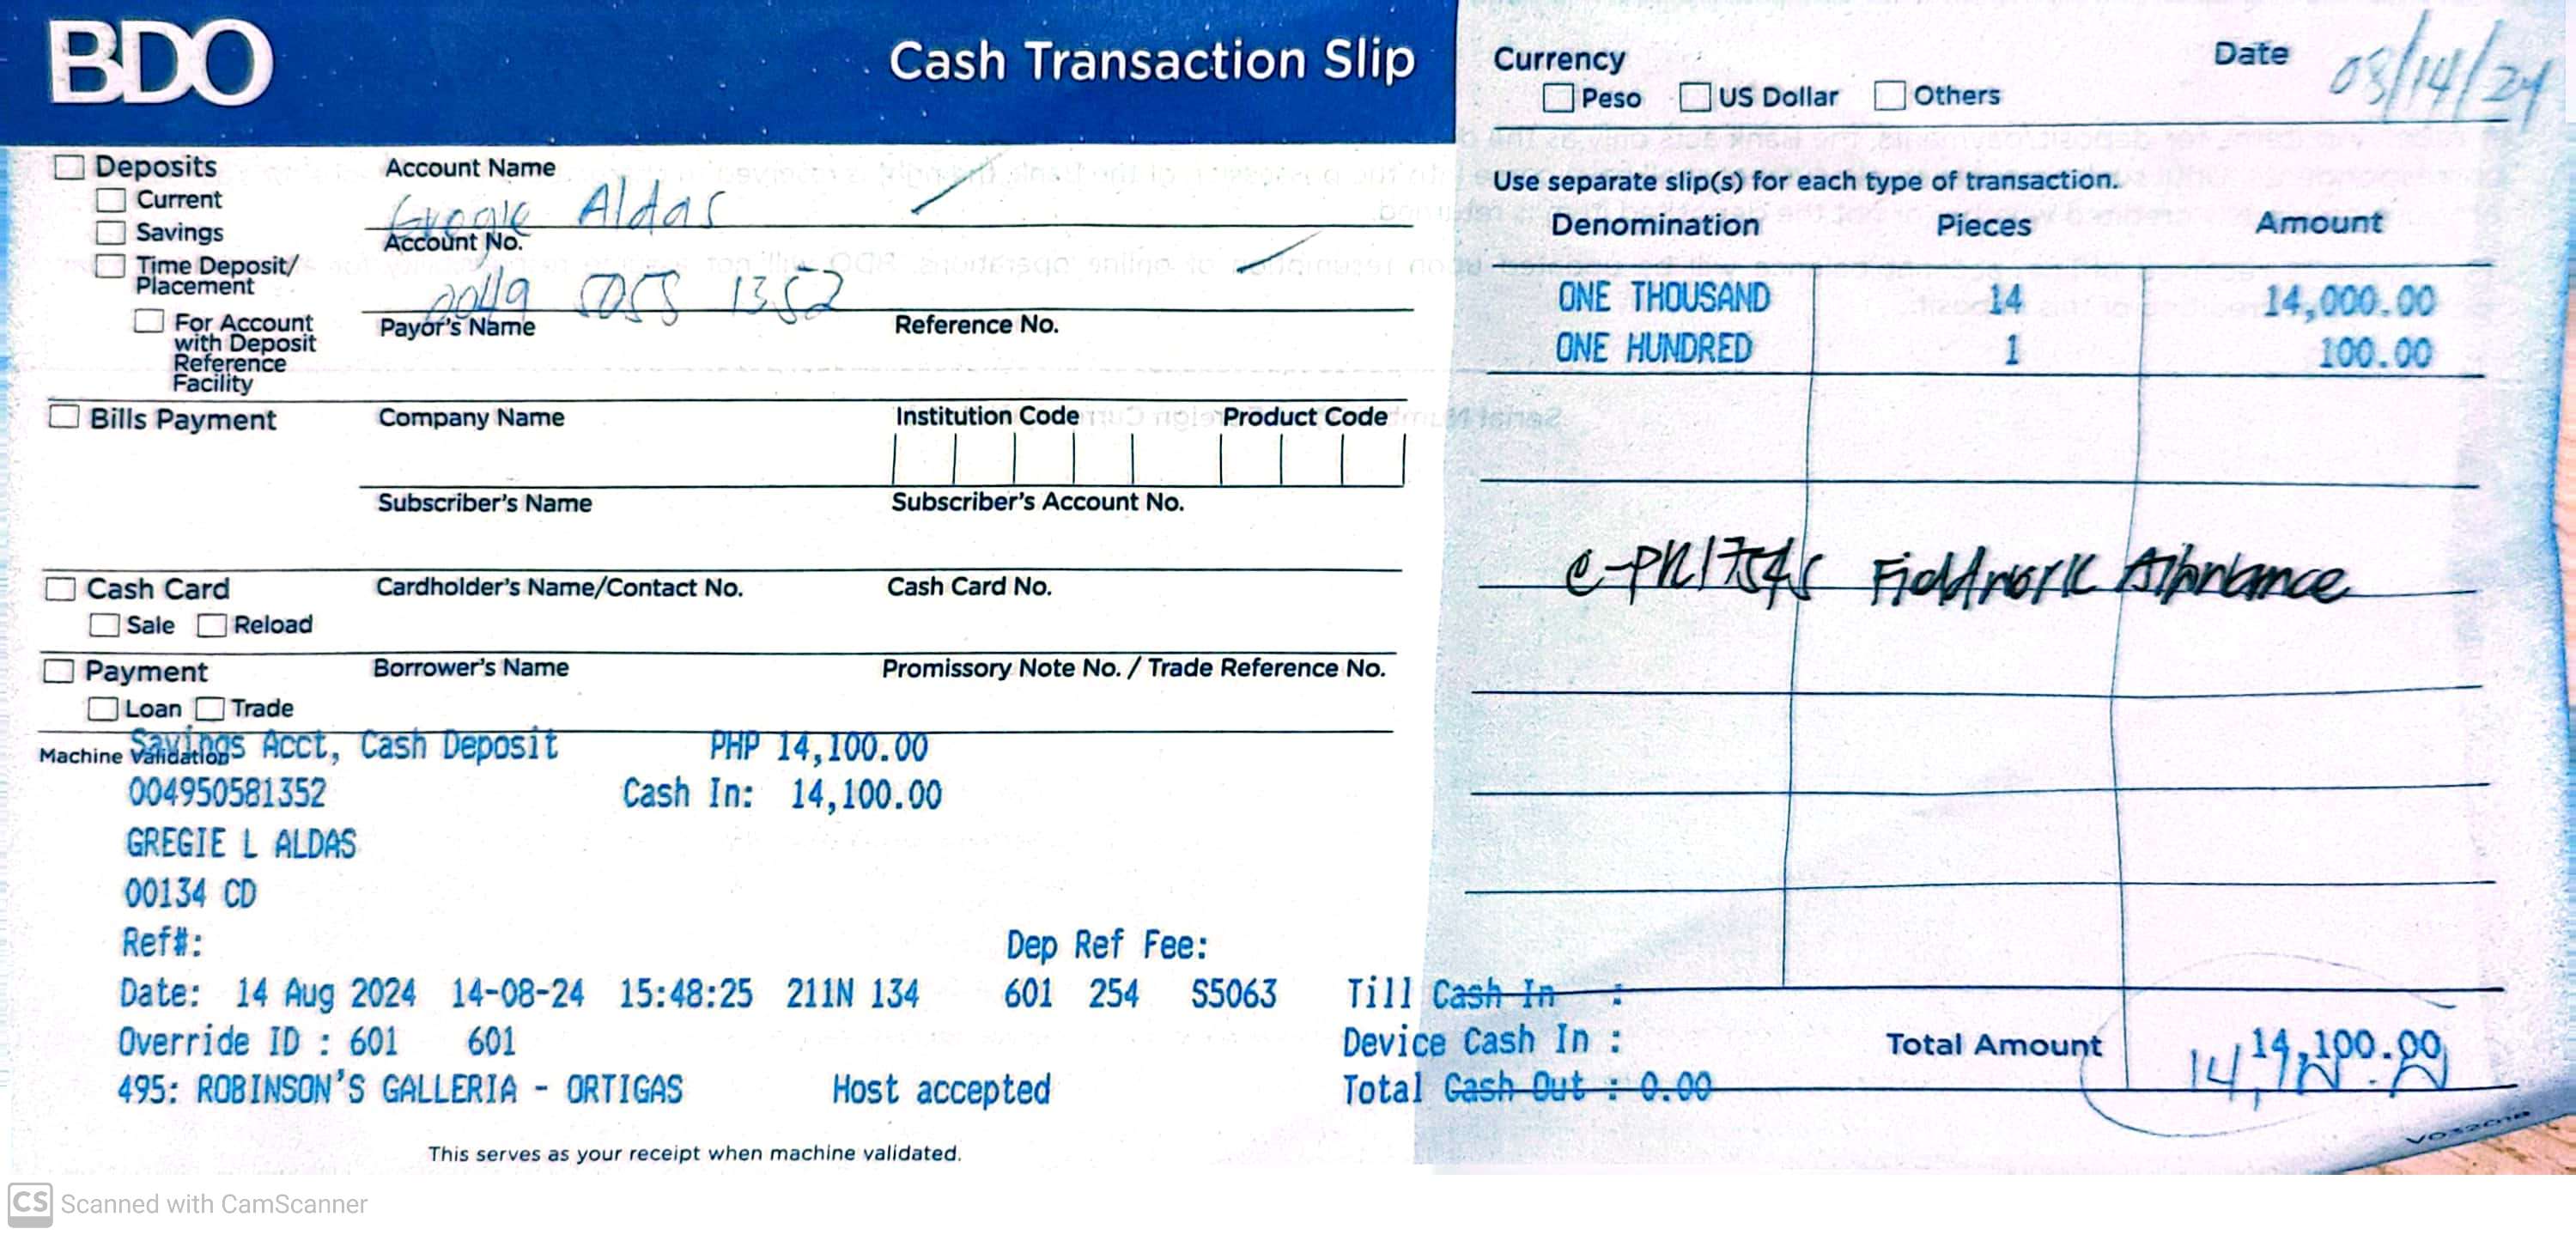 BDO
Cash Transaction Slip
Currency
Peso US Dollar Others
Date 08/14/24
Deposits
Current
Savings
Time Deposit/
Placement
For Account
with Deposit
Reference
Facility
Account Name
Gregie Aldas
Account No.
0049 5058 1352
Payor's Name Reference No.
Use separate slip(s) for each type of transaction.
Denomination Pieces Amount
ONE THOUSAND 14 14,000.00
ONE HUNDRED 1 100.00
Bills Payment Company Name Institution Code Product Code
Subscriber's Name Subscriber's Account No.
Fieldwork Allowance
Cash Card Cardholder's Name/Contact No. Cash Card No.
Sale Reload
Payment Borrower's Name Promissory Note No. / Trade Reference No.
Loan Trade
Machine Validation
Savings Acct, Cash Deposit PHP 14,100.00
004950581352 Cash In: 14,100.00
GREGIE L ALDAS
00134 CD
Ref#: Dep Ref Fee:
Date: 14 Aug 2024 14-08-24 15:48:25 211N 134 601 254 S5063 Till Cash In :
Override ID : 601 601 Device Cash In :
495: ROBINSON'S GALLERIA - ORTIGAS Host accepted Total Cash Out : 0.00
Total Amount 14,100.00
14,100.00
This serves as your receipt when machine validated.
CS Scanned with CamScanner